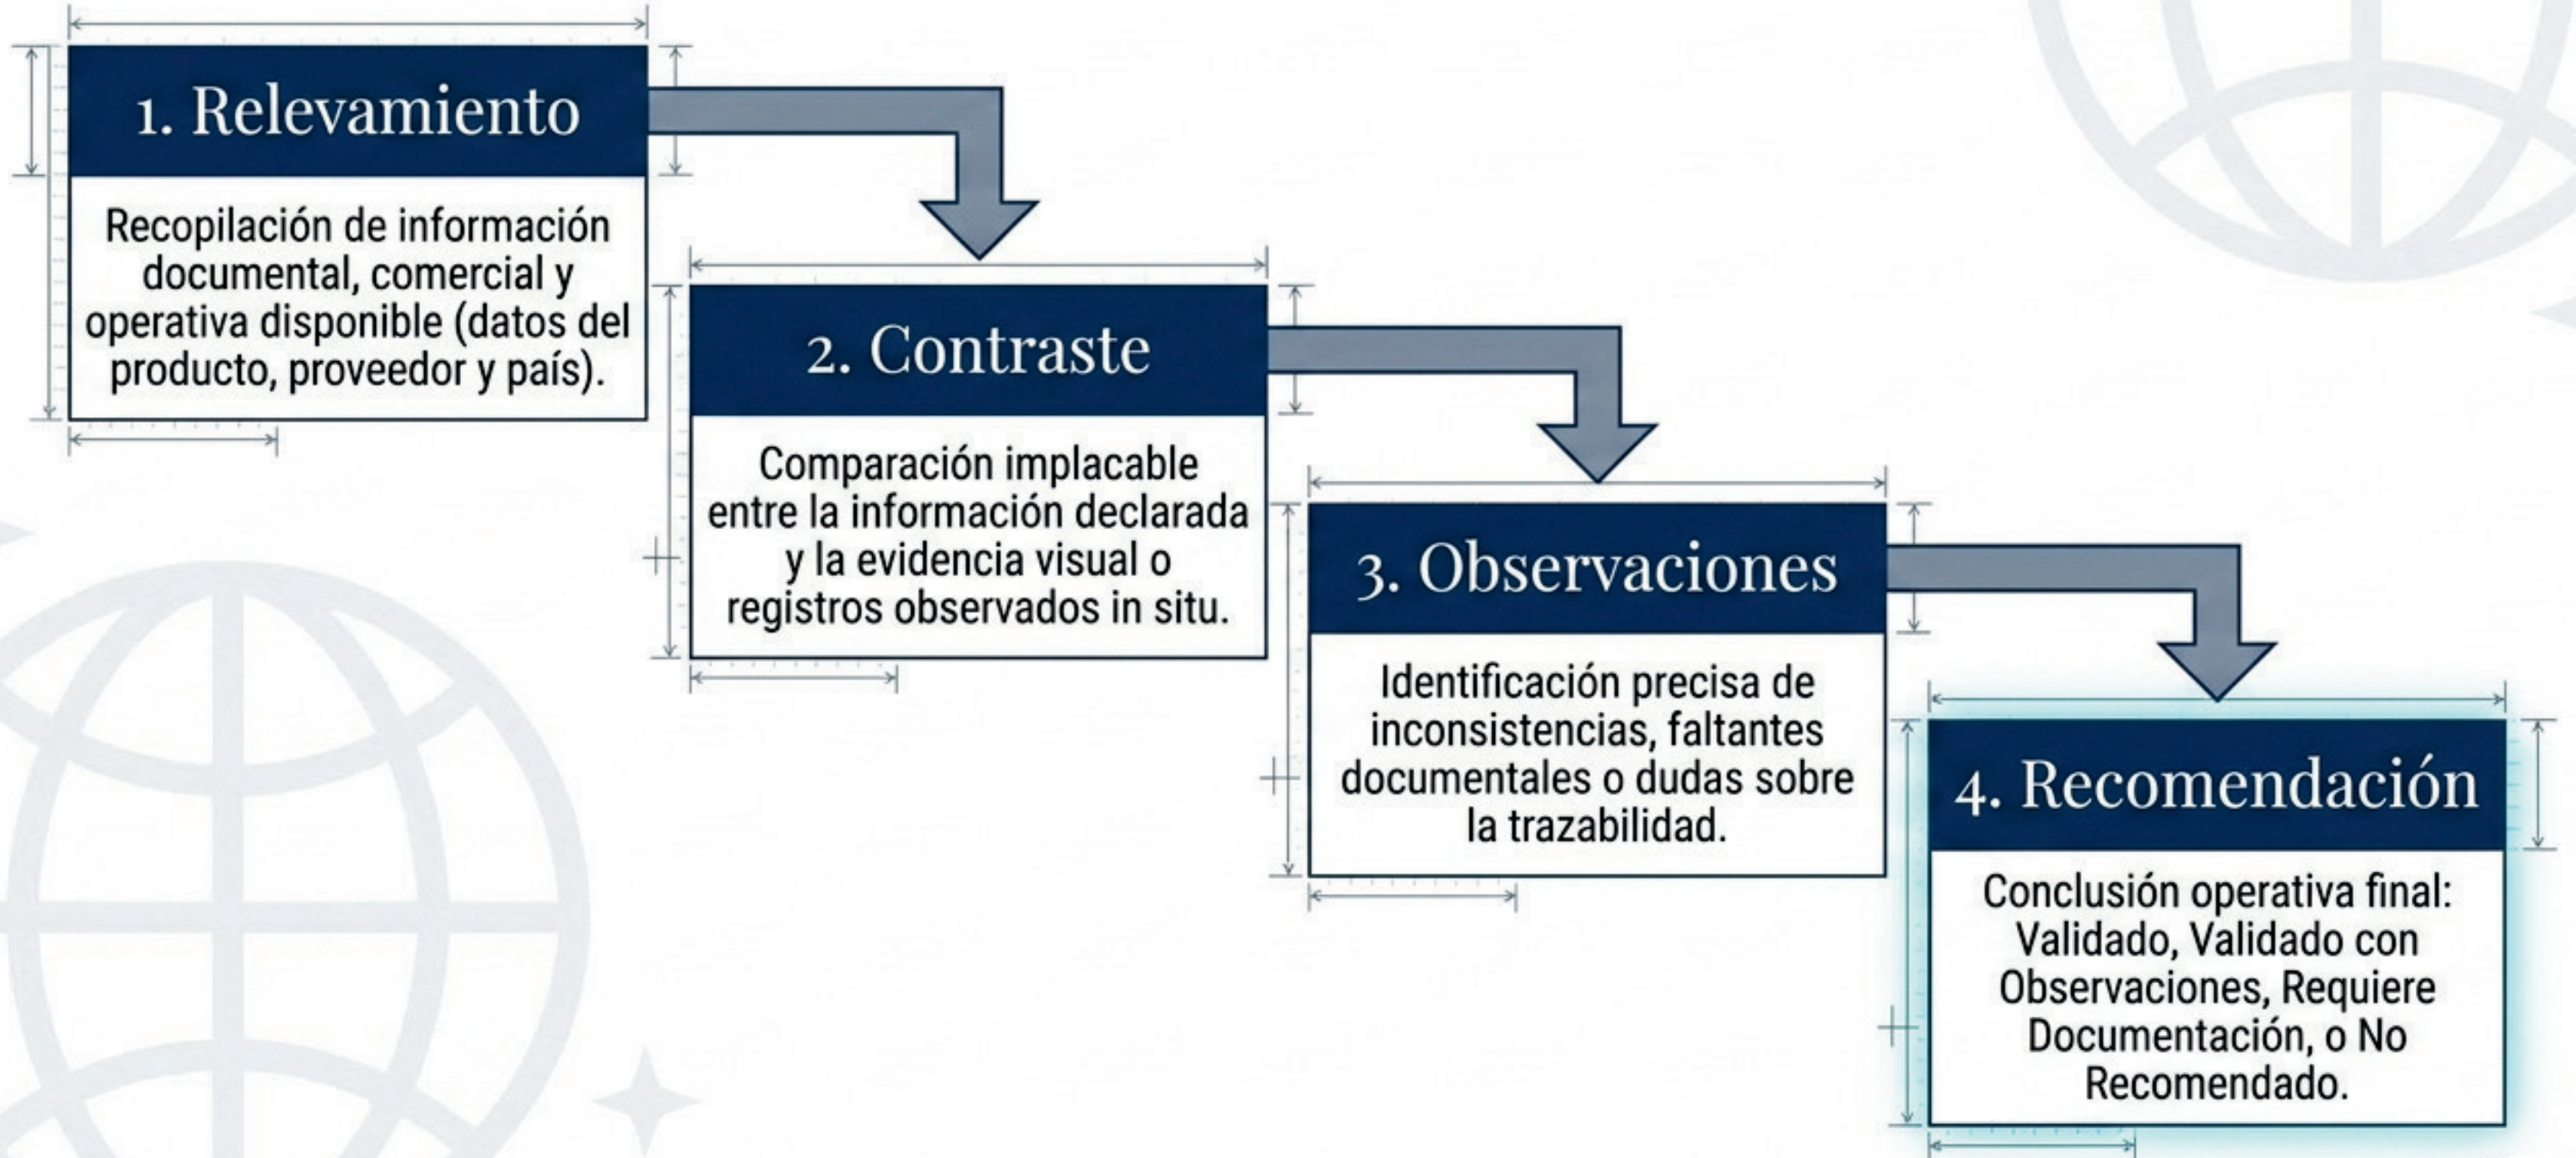 1. Relevamiento
Recopilación de información
documental, comercial y
operativa disponible (datos del
producto, proveedor y país).
2. Contraste
Comparación implacable
entre la información declarada
y la evidencia visual o
registros observados in situ.
3. Observaciones
Identificación precisa de
inconsistencias, faltantes
documentales o dudas sobre
la trazabilidad.
4. Recomendación
Conclusión operativa final:
Validado, Validado con
Observaciones, Requiere
Documentación, o No
Recomendado.